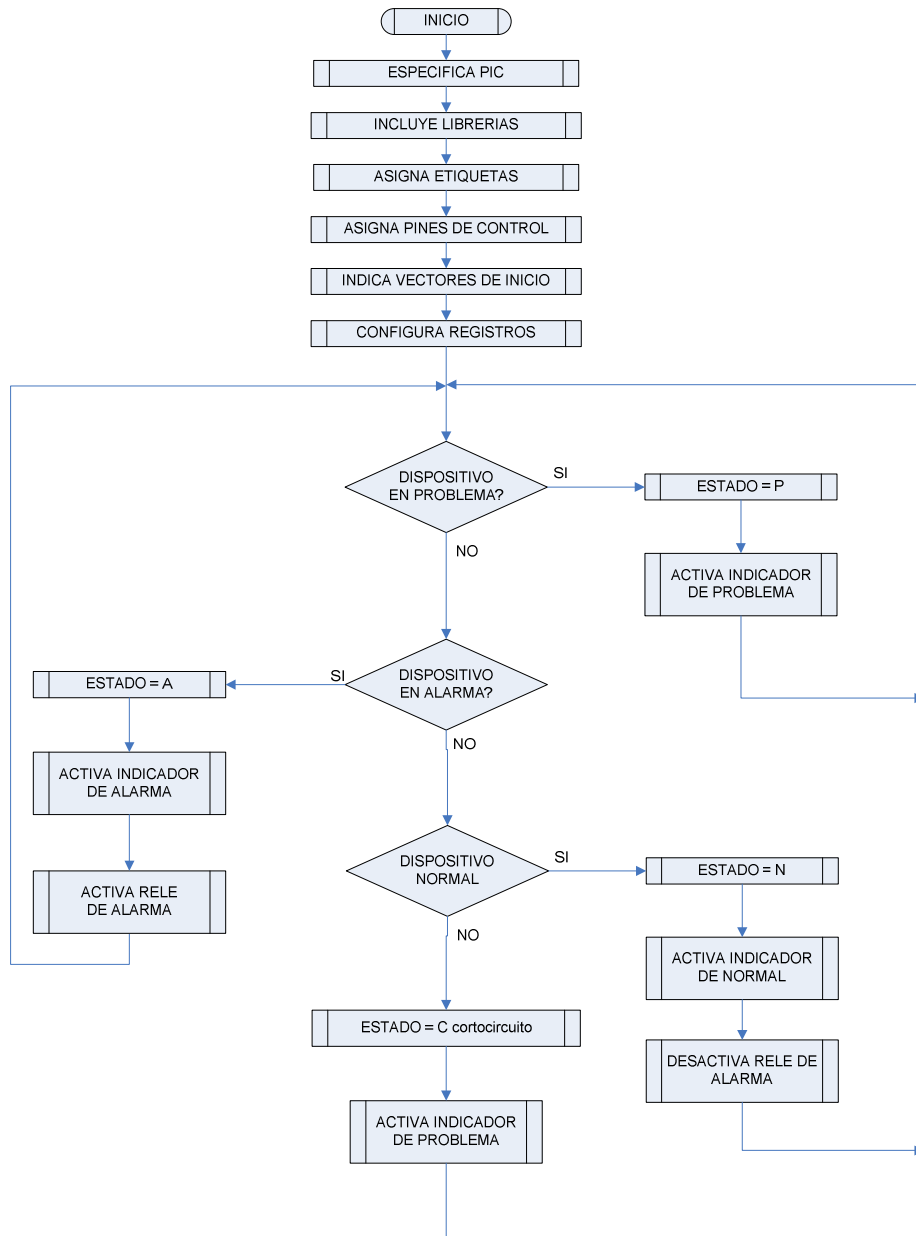 INICIO
ESPECIFICA PIC
INCLUYE LIBRERIAS
ASIGNA ETIQUETAS
ASIGNA PINES DE CONTROL
INDICA VECTORES DE INICIO
CONFIGURA REGISTROS
DISPOSITIVO
EN PROBLEMA?
SI
ESTADO = P
NO
ACTIVA INDICADOR
DE PROBLEMA
DISPOSITIVO
EN ALARMA?
SI
ESTADO = A
NO
ACTIVA INDICADOR
DE ALARMA
ACTIVA RELE
DE ALARMA
DISPOSITIVO
NORMAL
SI
ESTADO = N
NO
ACTIVA INDICADOR
DE NORMAL
DESACTIVA RELE DE
ALARMA
ESTADO = C cortocircuito
ACTIVA INDICADOR
DE PROBLEMA